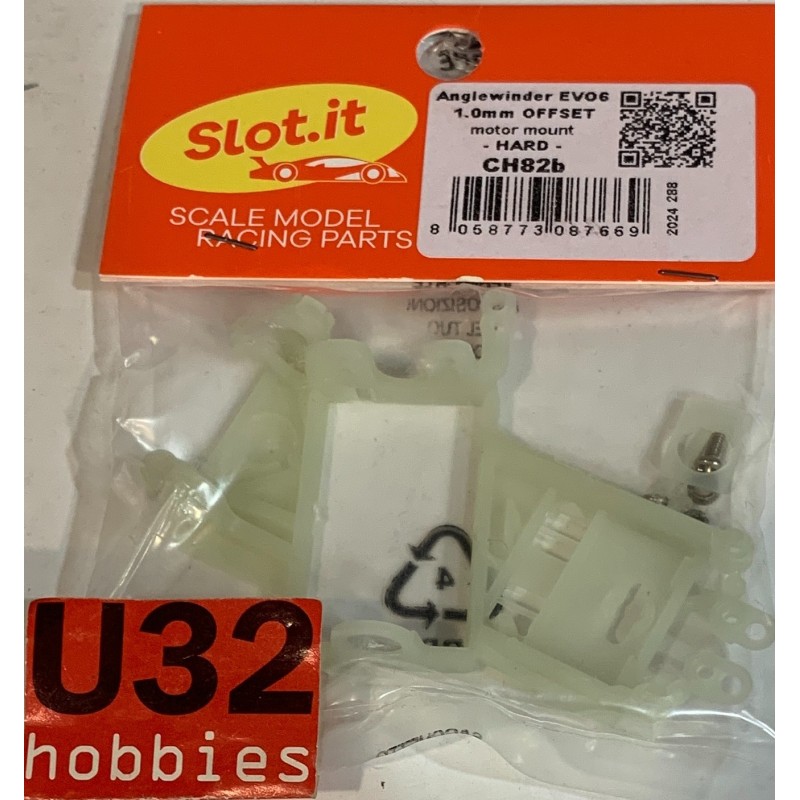 Slot.it
SCALE MODEL
RACING PARTS
Anglewinder EVO6
1.0mm OFFSET
motor mount
- HARD -
CH82b
8 058773 087669
2024 288
4
U32
hobbies